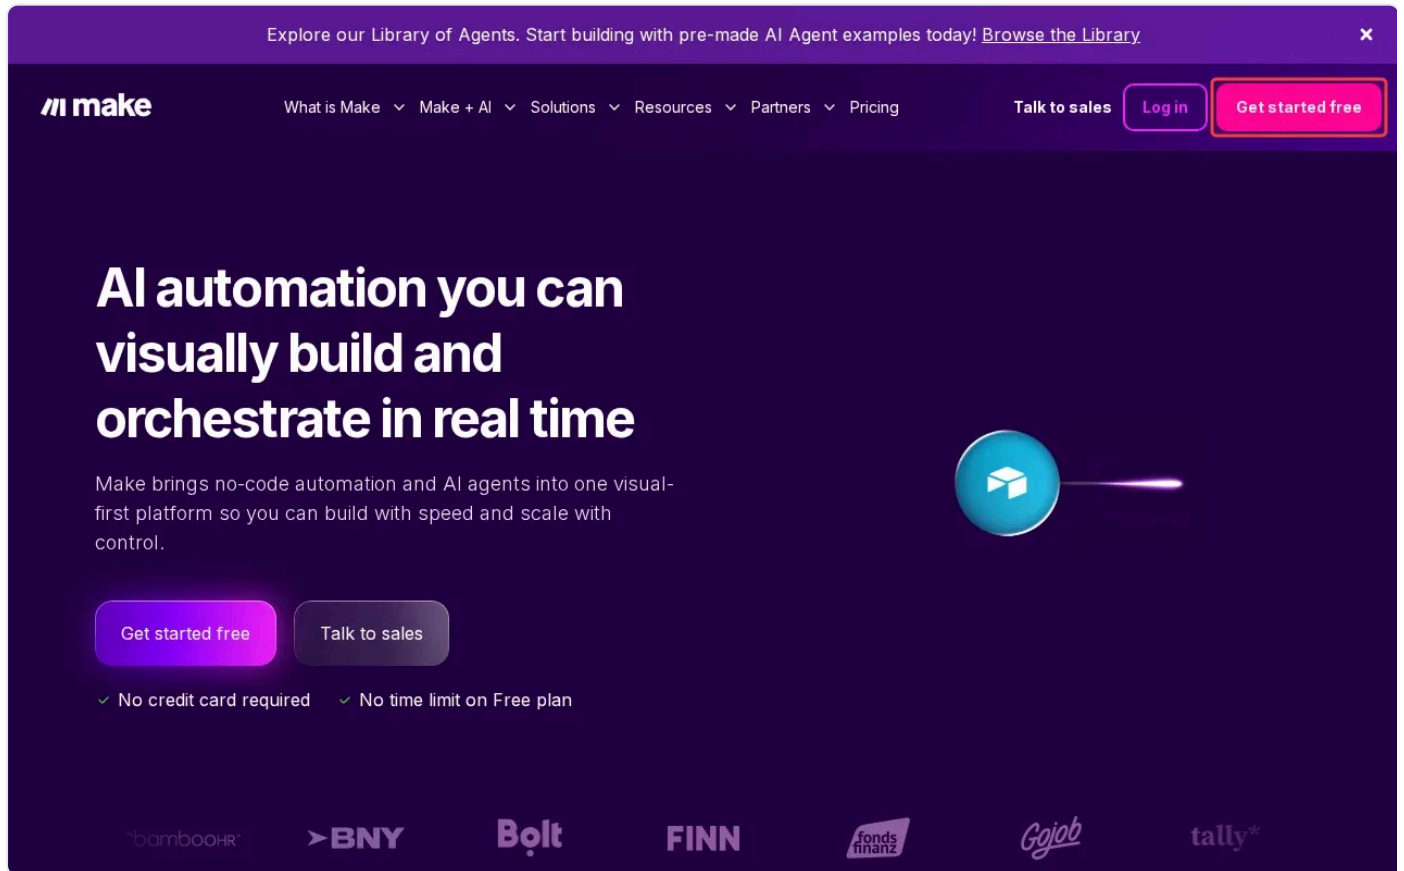 Explore our Library of Agents. Start building with pre-made AI Agent examples today! Browse the Library
make
What is Make
Make + AI
Solutions
Resources
Partners
Pricing
Talk to sales
Log in
Get started free
AI automation you can
visually build and
orchestrate in real time
Make brings no-code automation and AI agents into one visual-
first platform so you can build with speed and scale with
control.
Get started free
Talk to sales
No credit card required
No time limit on Free plan
bambooHR
BNY
Bolt
FINN
fonds
finanz
Gojob
tally*